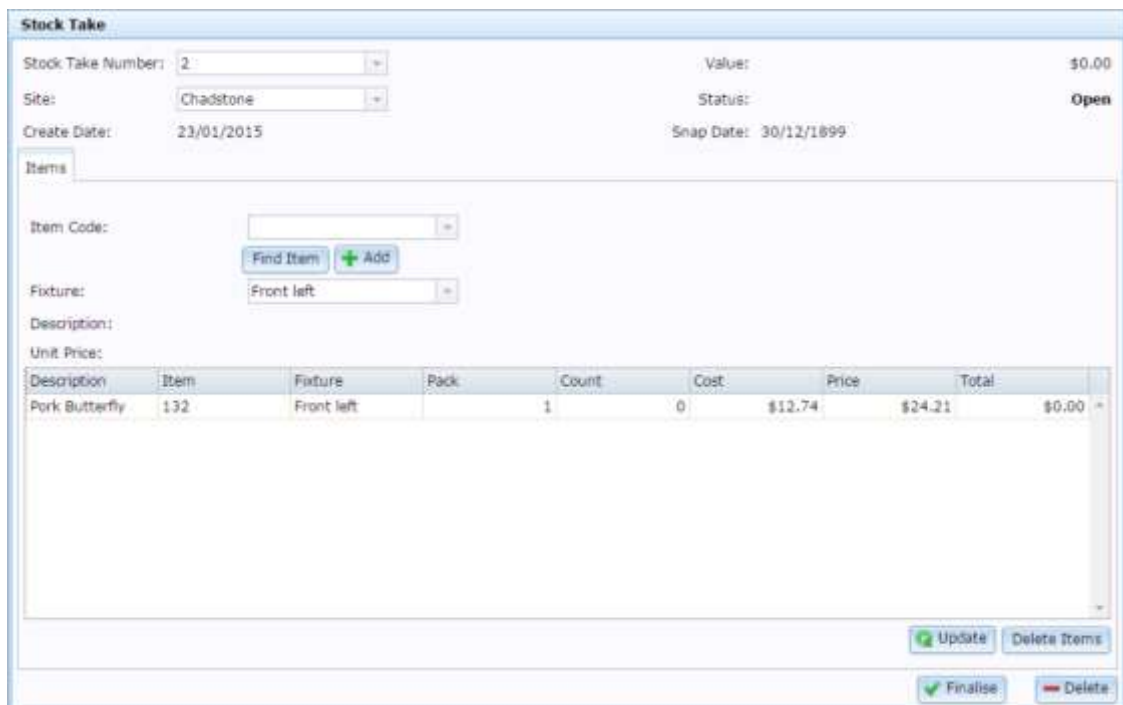 Stock Take
Stock Take Number: 2 Value: $0.00
Site: Chadstone Status: Open
Create Date: 23/01/2015 Snap Date: 30/12/1899
Items
Item Code:
Find Item Add
Fixture: Front left
Description:
Unit Price:
Description Item Fixture Pack Count Cost Price Total
Pork Butterfly 132 Front left 1 0 $12.74 $24.21 $0.00
Update Delete Items
Finalise Delete